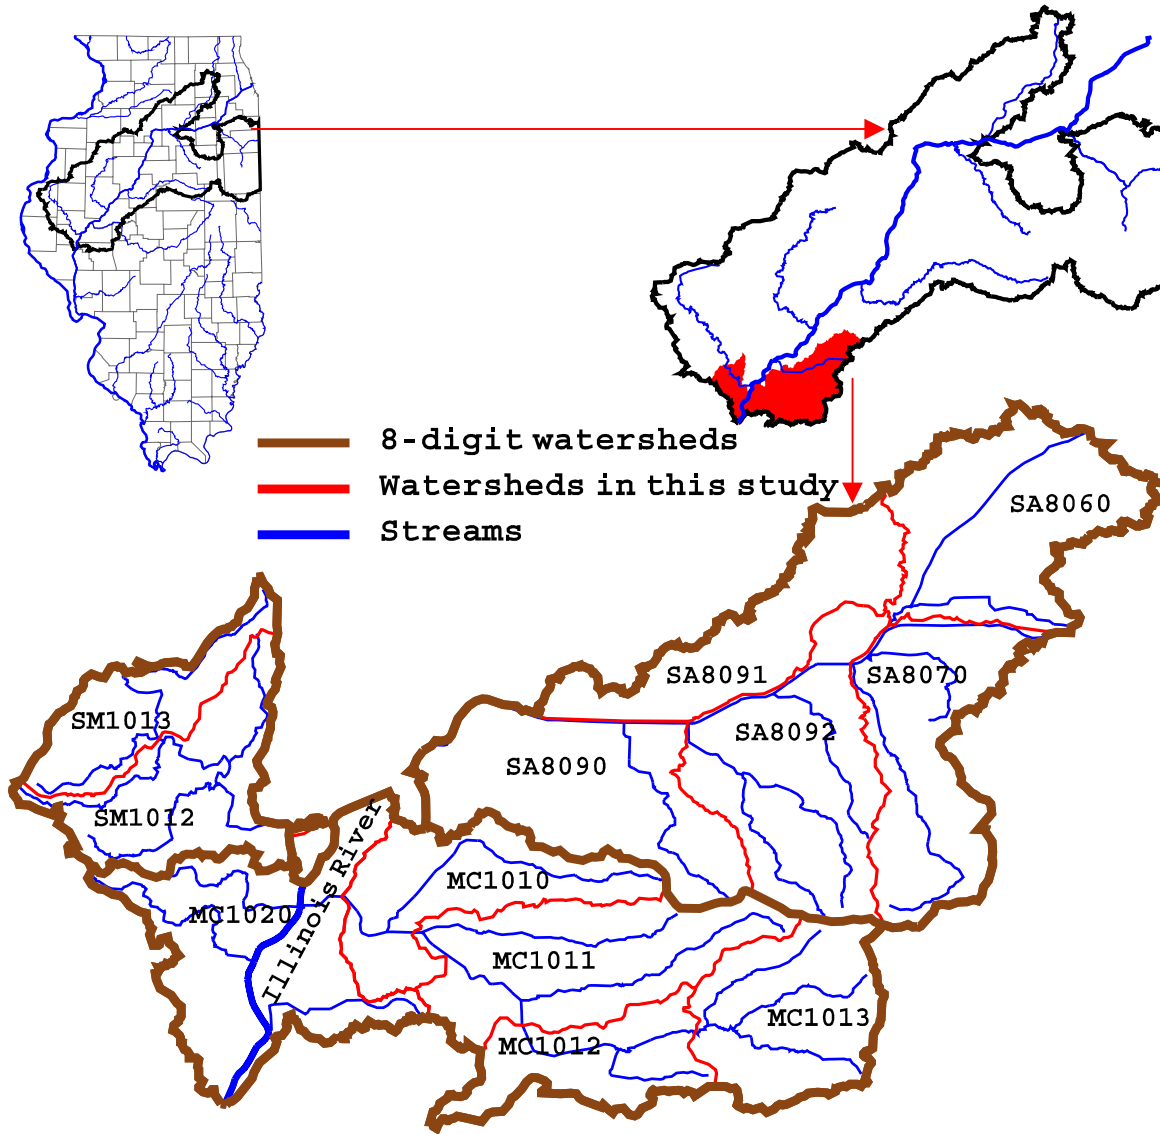 8-digit watersheds
Watersheds in this study
Streams
SA8060
SA8091
SA8070
SM1013
SA8092
SA8090
SM1012
Illinois River
MC1010
MC1020
MC1011
MC1013
MC1012